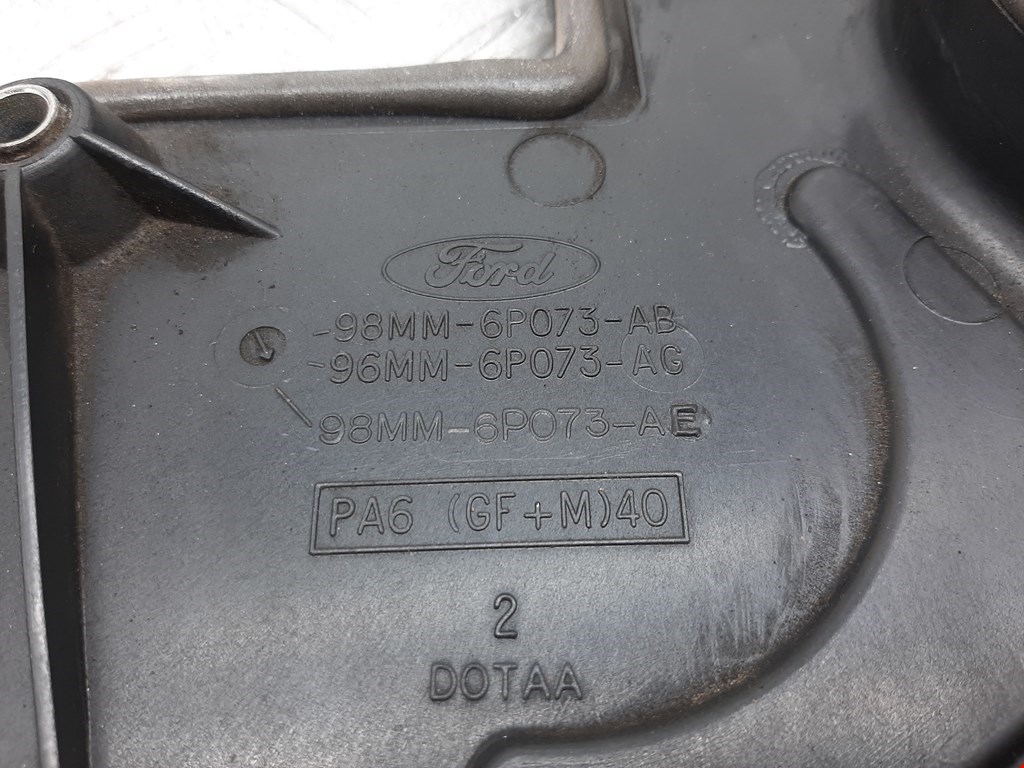 Ford
-98MM-6P073-AB
-96MM-6P073-AG
98MM-6P073-AE
PA6 (GF+M)40
2
DOTAA